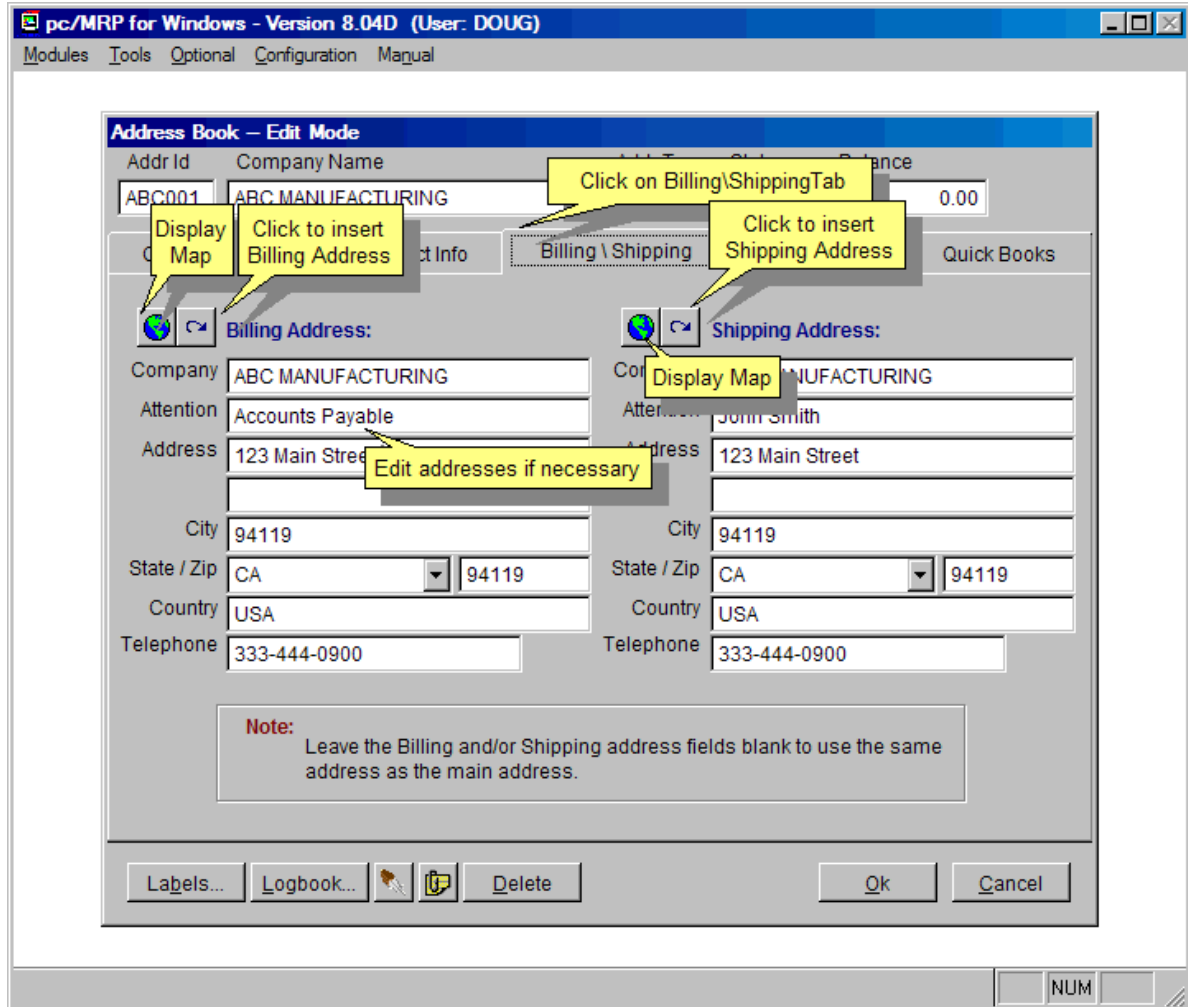 pc/MRP for Windows - Version 8.04D (User: DOUG)
Modules Tools Optional Configuration Manual
Address Book – Edit Mode
Addr Id Company Name
ABC001 ABC MANUFACTURING 0.00
Click on Billing\ShippingTab
Display
Map
Click to insert
Billing Address
Click to insert
Shipping Address
Billing \ Shipping Quick Books
Billing Address:
Company ABC MANUFACTURING
Attention Accounts Payable
Address 123 Main Street
Edit addresses if necessary
City 94119
State / Zip CA 94119
Country USA
Telephone 333-444-0900
Shipping Address:
Display Map
John Smith
123 Main Street
City 94119
State / Zip CA 94119
Country USA
Telephone 333-444-0900
Note:
Leave the Billing and/or Shipping address fields blank to use the same
address as the main address.
Labels... Logbook... Delete Ok Cancel
NUM